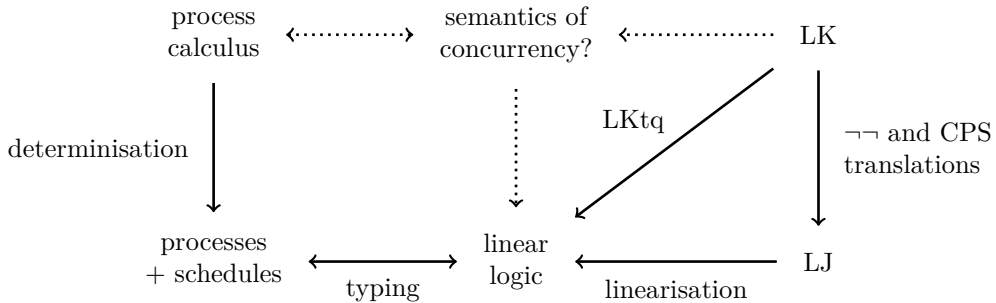 process
calculus
semantics of
concurrency?
LK
determinisation
LKtq
¬¬ and CPS
translations
processes
+ schedules
typing
linear
logic
linearisation
LJ